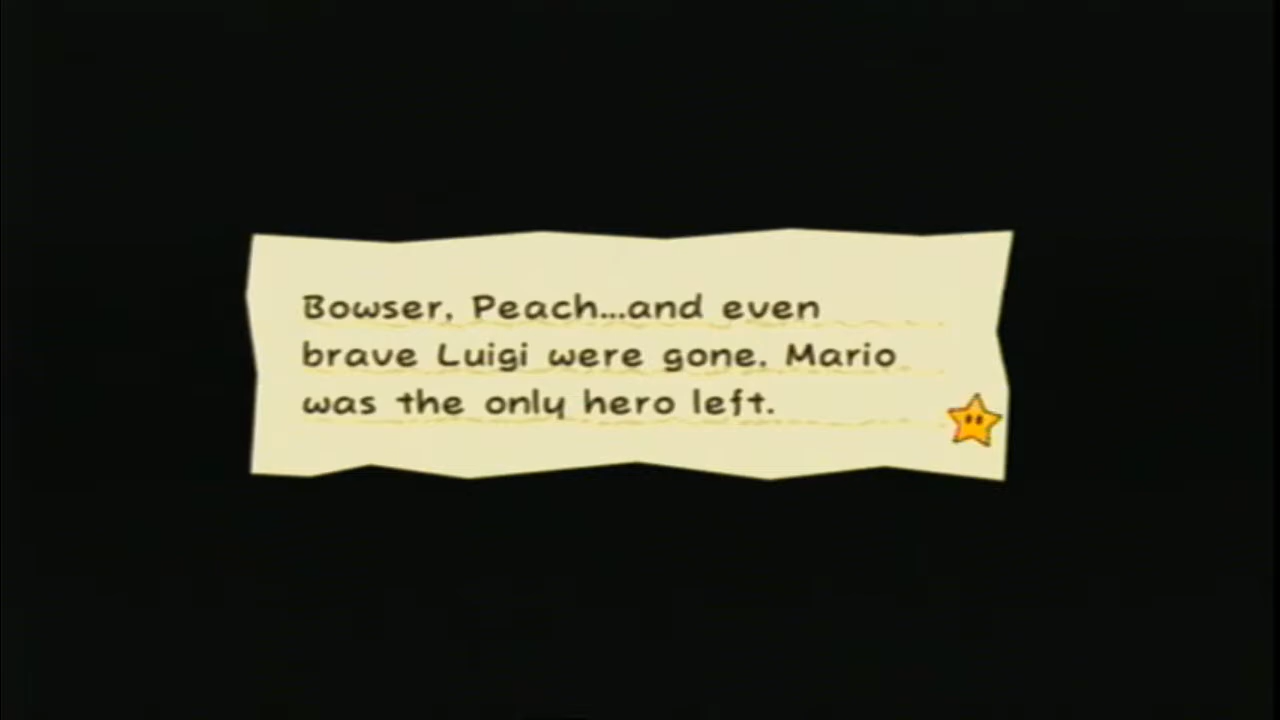 Bowser, Peach...and even
brave Luigi were gone. Mario
was the only hero left.